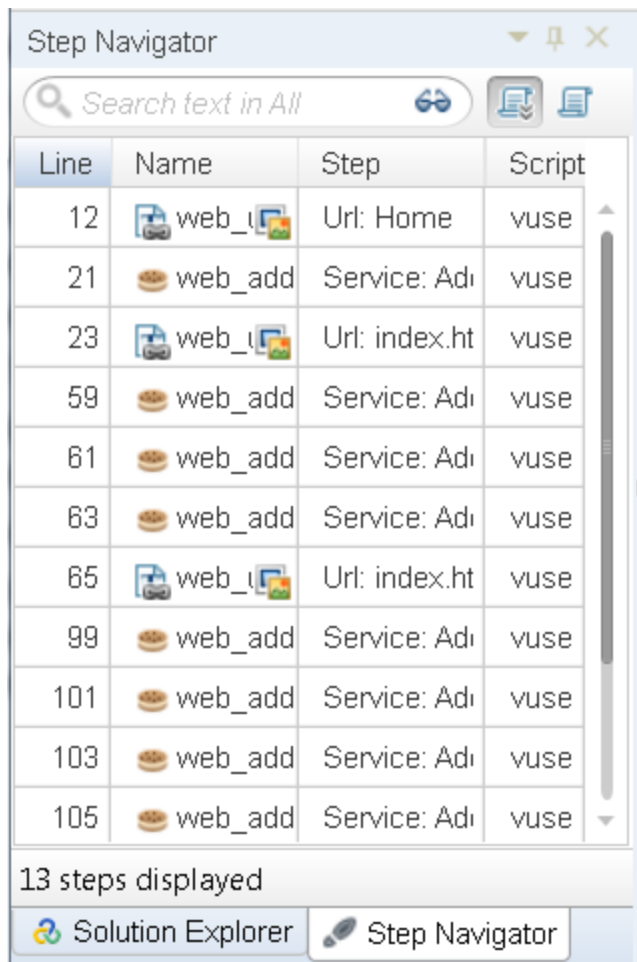 Step Navigator
Search text in All
Line Name Step Script
12 web_u Url: Home vuse
21 web_add Service: Ad vuse
23 web_u Url: index.ht vuse
59 web_add Service: Ad vuse
61 web_add Service: Ad vuse
63 web_add Service: Ad vuse
65 web_u Url: index.ht vuse
99 web_add Service: Ad vuse
101 web_add Service: Ad vuse
103 web_add Service: Ad vuse
105 web_add Service: Ad vuse
13 steps displayed
Solution Explorer Step Navigator